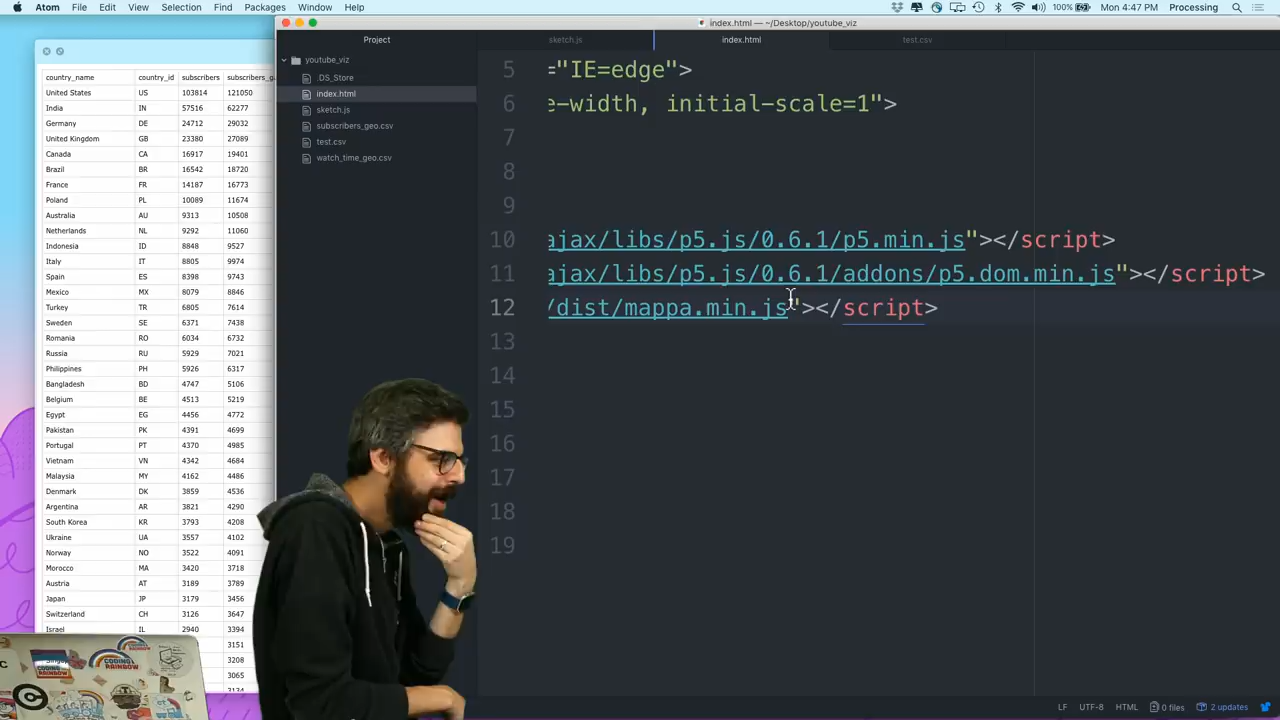 Atom File Edit View Selection Find Packages Window Help 100% Mon 4:47 PM Processing
index.html — ~/Desktop/youtube_viz
Project
sketch.js index.html test.csv
youtube_viz
.DS_Store
index.html
sketch.js
subscribers_geo.csv
test.csv
watch_time_geo.csv
5 ="IE=edge">
6 e-width, initial-scale=1">
7
8
9
10 ajax/libs/p5.js/0.6.1/p5.min.js"></script>
11 ajax/libs/p5.js/0.6.1/addons/p5.dom.min.js"></script>
12 /dist/mappa.min.js"></script>
13
14
15
16
17
18
19
country_name country_id subscribers subscribers_g
United States US 103814 121050
India IN 57516 62277
Germany DE 24712 29032
United Kingdom GB 23380 27089
Canada CA 16917 19401
Brazil BR 16542 18720
France FR 14187 16773
Poland PL 10089 11674
Australia AU 9313 10508
Netherlands NL 9292 11060
Indonesia ID 8848 9527
Italy IT 8805 9974
Spain ES 8398 9743
Mexico MX 8079 8846
Turkey TR 6805 7614
Sweden SE 6371 7438
Romania RO 6034 6732
Russia RU 5929 7021
Philippines PH 5926 6317
Bangladesh BD 4747 5106
Belgium BE 4513 5219
Egypt EG 4456 4772
Pakistan PK 4391 4699
Portugal PT 4370 4985
Vietnam VN 4342 4684
Malaysia MY 4162 4486
Denmark DK 3859 4536
Argentina AR 3821 4290
South Korea KR 3793 4208
Ukraine UA 3557 4102
Norway NO 3522 4091
Morocco MA 3420 3718
Austria AT 3189 3789
Japan JP 3179 3456
Switzerland CH 3126 3647
Israel IL 2940 3394
3151
3208
3065
3134
CODING RAINBOW
LF UTF-8 HTML 0 files 2 updates